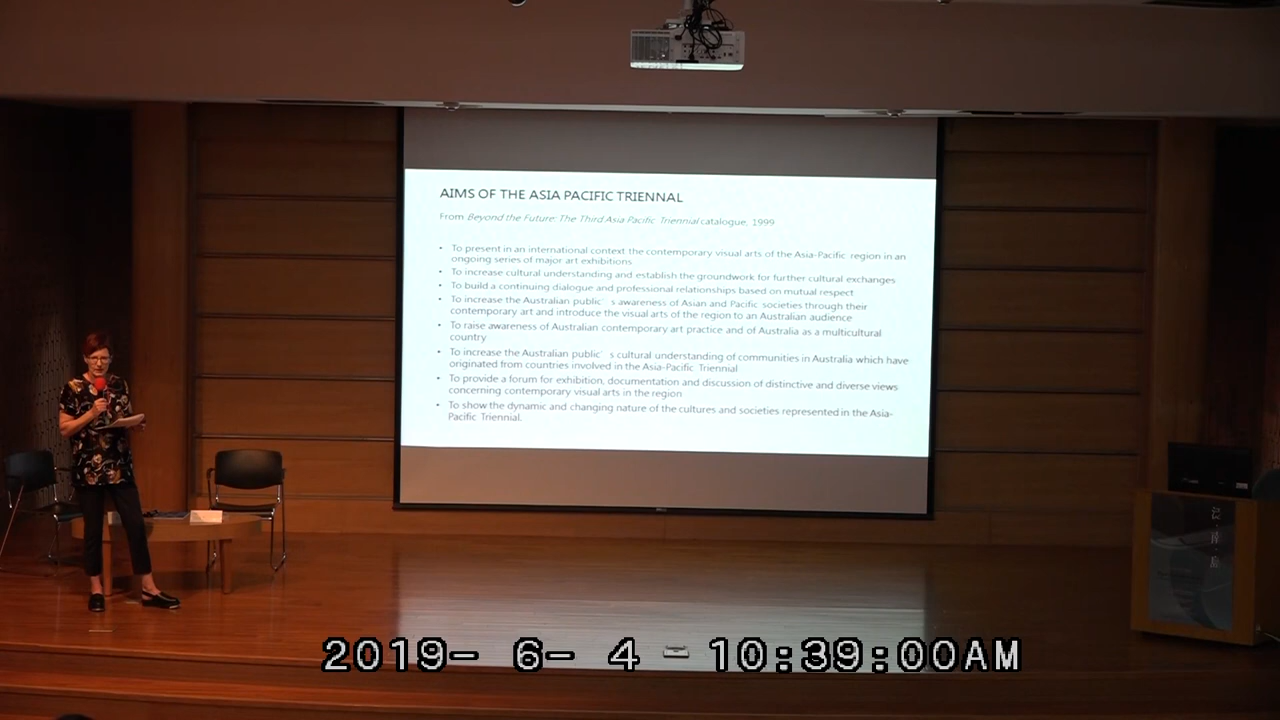 AIMS OF THE ASIA PACIFIC TRIENNAL
From Beyond the Future: The Third Asia Pacific Triennial catalogue, 1999
• To present in an international context the contemporary visual arts of the Asia-Pacific region in an
ongoing series of major art exhibitions
• To increase cultural understanding and establish the groundwork for further cultural exchanges
• To build a continuing dialogue and professional relationships based on mutual respect
• To increase the Australian public' s awareness of Asian and Pacific societies through their
contemporary art and introduce the visual arts of the region to an Australian audience
• To raise awareness of Australian contemporary art practice and of Australia as a multicultural
country
• To increase the Australian public' s cultural understanding of communities in Australia which have
originated from countries involved in the Asia-Pacific Triennial
• To provide a forum for exhibition, documentation and discussion of distinctive and diverse views
concerning contemporary visual arts in the region
• To show the dynamic and changing nature of the cultures and societies represented in the Asia-
Pacific Triennial.
2019- 6- 4 10:39:00AM